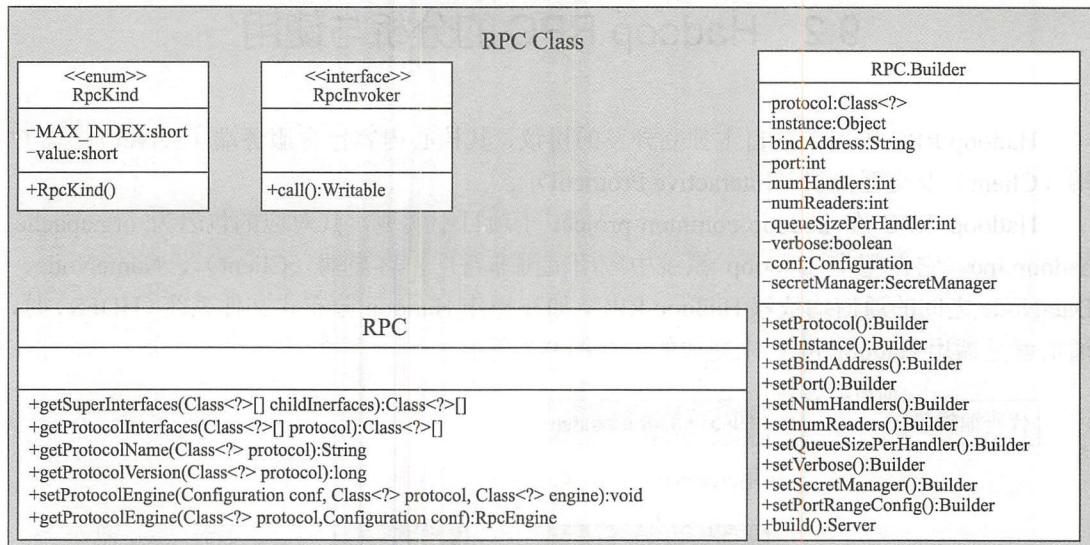 RPC Class
<<enum>>
RpcKind
-MAX_INDEX:short
-value:short
+RpcKind()
<<interface>>
RpcInvoker
+call():Writable
RPC.Builder
-protocol:Class<?>
-instance:Object
-bindAddress:String
-port:int
-numHandlers:int
-numReaders:int
-queueSizePerHandler:int
-verbose:boolean
-conf:Configuration
-secretManager:SecretManager
+setProtocol():Builder
+setInstance():Builder
+setBindAddress():Builder
+setPort():Builder
+setNumHandlers():Builder
+setnumReaders():Builder
+setQueueSizePerHandler():Builder
+setVerbose():Builder
+setSecretManager():Builder
+setPortRangeConfig():Builder
+build():Server
RPC
+getSuperInterfaces(Class<?>[] childInerfaces):Class<?>[]
+getProtocolInterfaces(Class<?>[] protocol):Class<?>[]
+getProtocolName(Class<?> protocol):String
+getProtocolVersion(Class<?> protocol):long
+setProtocolEngine(Configuration conf, Class<?> protocol, Class<?> engine):void
+getProtocolEngine(Class<?> protocol,Configuration conf):RpcEngine